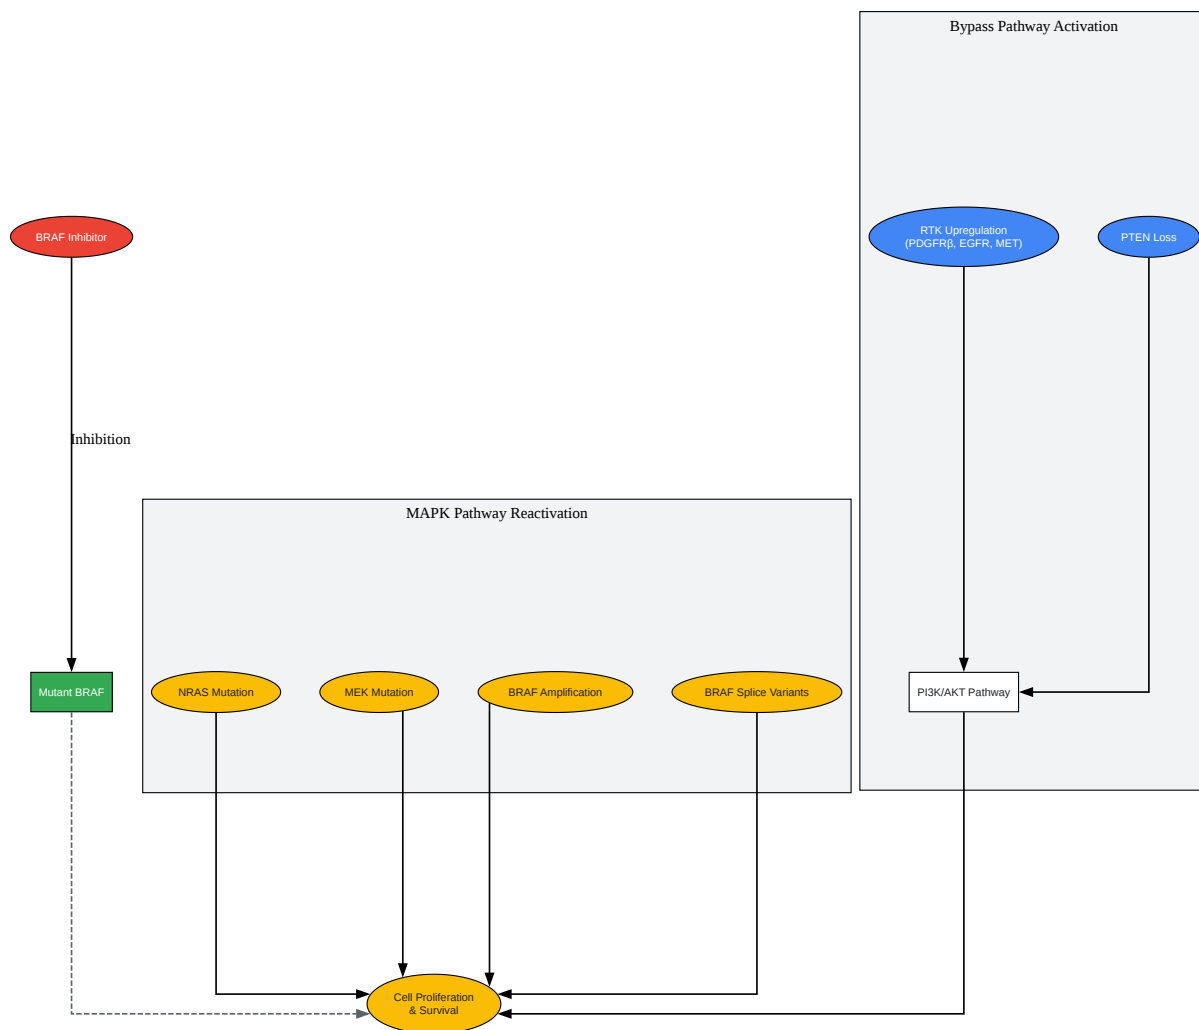 Bypass Pathway Activation
BRAF Inhibitor
RTK Upregulation
(PDGFRβ, EGFR, MET)
PTEN Loss
Inhibition
MAPK Pathway Reactivation
Mutant BRAF
NRAS Mutation
MEK Mutation
BRAF Amplification
BRAF Splice Variants
PI3K/AKT Pathway
Cell Proliferation
& Survival